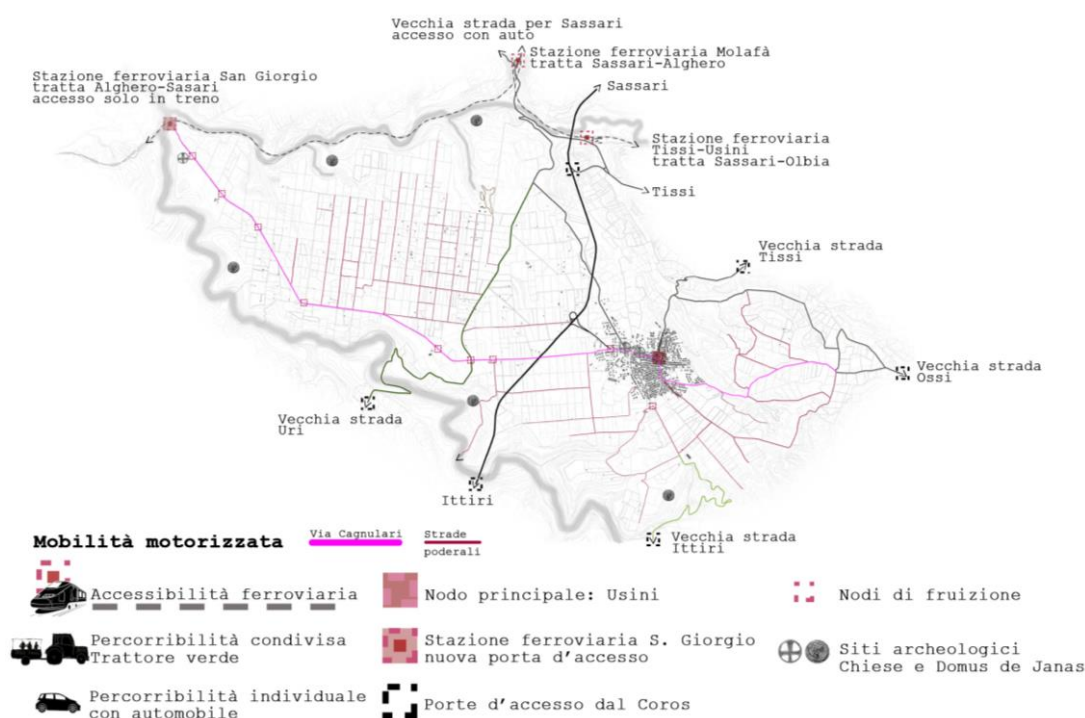 Vecchia strada per Sassari
accesso con auto
Stazione ferroviaria Molafà
tratta Sassari-Alghero
Stazione ferroviaria San Giorgio
tratta Alghero-Sasari
accesso solo in treno
Sassari
Stazione ferroviaria
Tissi-Usini
tratta Sassari-Olbia
Tissi
Vecchia strada
Tissi
Vecchia strada
Ossi
Vecchia strada
Uri
Ittiri
Vecchia strada
Ittiri
Mobilità motorizzata
Via Cagnulari
Strade
poderali
Accessibilità ferroviaria
Nodo principale: Usini
Nodi di fruizione
Percorribilità condivisa
Trattore verde
Stazione ferroviaria S. Giorgio
nuova porta d'accesso
Siti archeologici
Chiese e Domus de Janas
Percorribilità individuale
con automobile
Porte d'accesso dal Coros